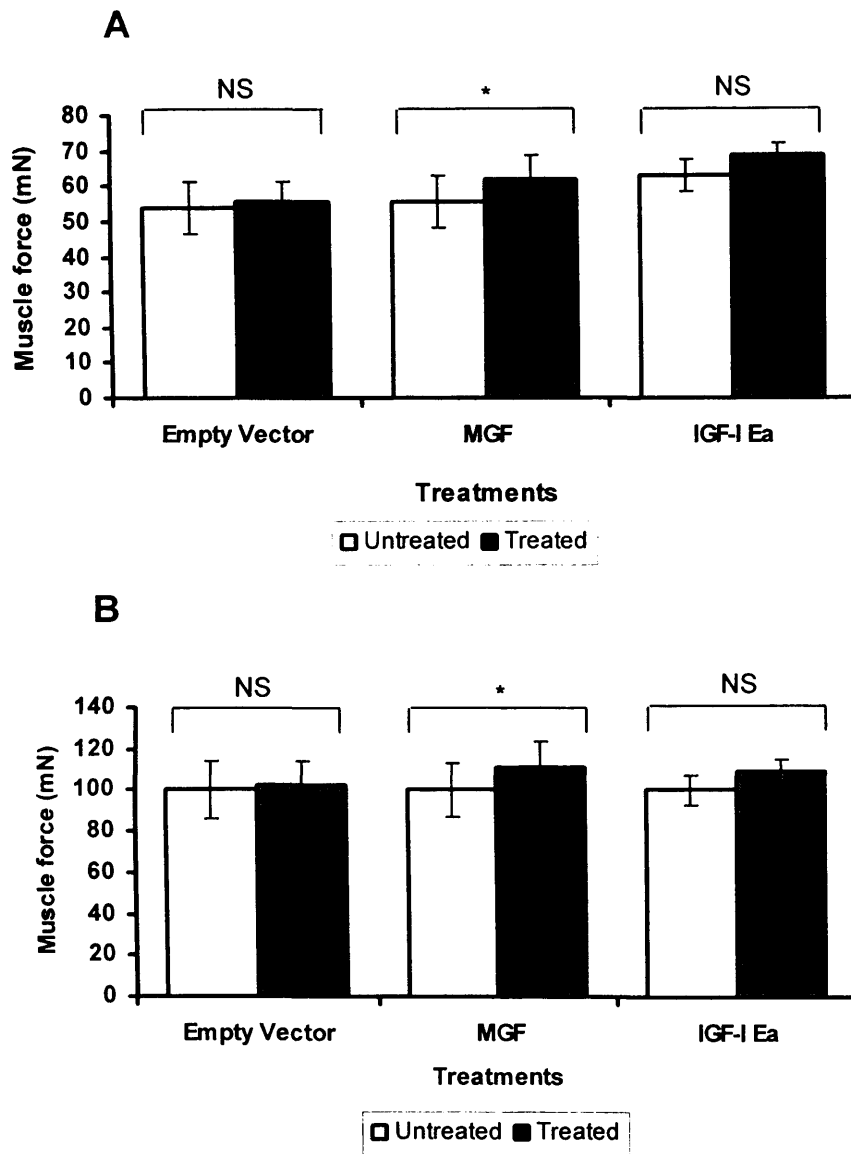 A
NS * NS
80
70
60
50
40
30
20
10
0
Muscle force (mN)
Empty Vector MGF IGF-I Ea
Treatments
Untreated Treated
B
NS * NS
140
120
100
80
60
40
20
0
Muscle force (mN)
Empty Vector MGF IGF-I Ea
Treatments
Untreated Treated